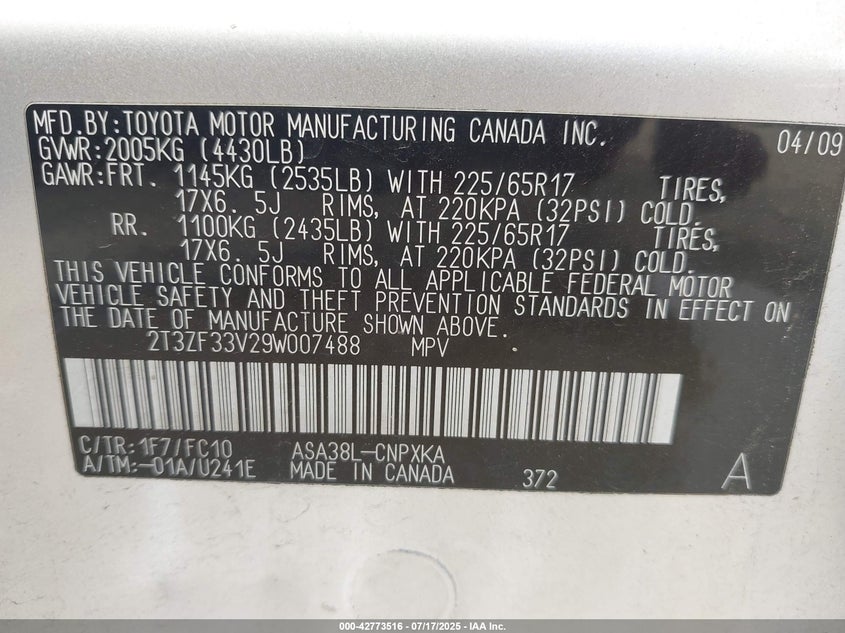 MFD.BY:TOYOTA MOTOR MANUFACTURING CANADA INC. 04/09
GVWR:2005KG (4430LB)
GAWR:FRT. 1145KG (2535LB) WITH 225/65R17 TIRES,
17X6. 5J RIMS, AT 220KPA (32PSI) COLD.
RR. 1100KG (2435LB) WITH 225/65R17 TIRES,
17X6. 5J RIMS, AT 220KPA (32PSI) COLD.
THIS VEHICLE CONFORMS TO ALL APPLICABLE FEDERAL MOTOR
VEHICLE SAFETY AND THEFT PREVENTION STANDARDS IN EFFECT ON
THE DATE OF MANUFACTURE SHOWN ABOVE.
2T3ZF33V29W007488 MPV
C/TR:1F7/FC10 ASA38L-CNPXKA
A/TM:-01A/U241E MADE IN CANADA 372 A
000-42773516 - 07/17/2025 - IAA Inc.